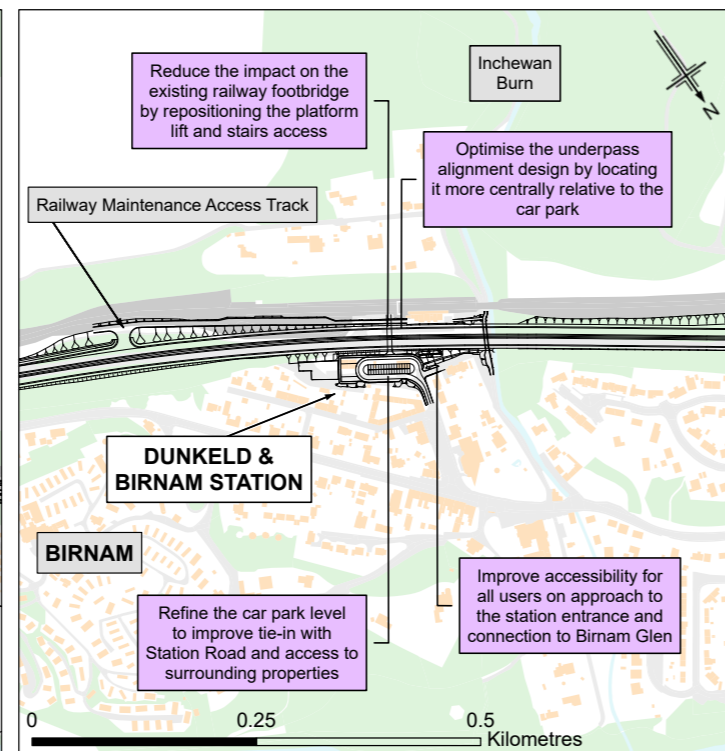 Reduce the impact on the
existing railway footbridge
by repositioning the platform
lift and stairs access
Inchewan
Burn
N
Optimise the underpass
alignment design by locating
it more centrally relative to the
car park
Railway Maintenance Access Track
DUNKELD &
BIRNAM STATION
BIRNAM
Refine the car park level
to improve tie-in with
Station Road and access to
surrounding properties
Improve accessibility for
all users on approach to
the station entrance and
connection to Birnam Glen
0 0.25 0.5
Kilometres